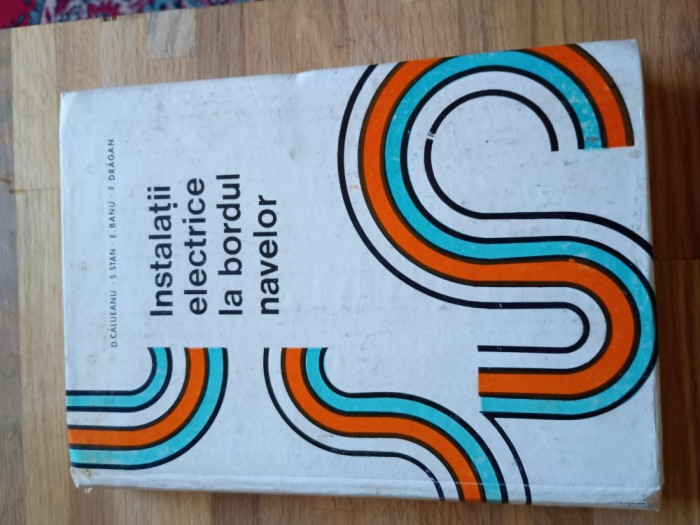 D. CĂLUEANU · S. STAN · E. BANU · F. DRĂGAN
Instalații
electrice
la bordul
navelor